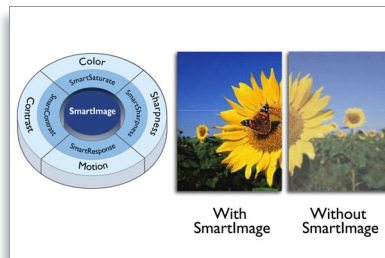 Color
SmartSaturate
Contrast
SmartContrast
SmartImage
SmartSharpness
Sharpness
SmartResponse
Motion
With
SmartImage
Without
SmartImage